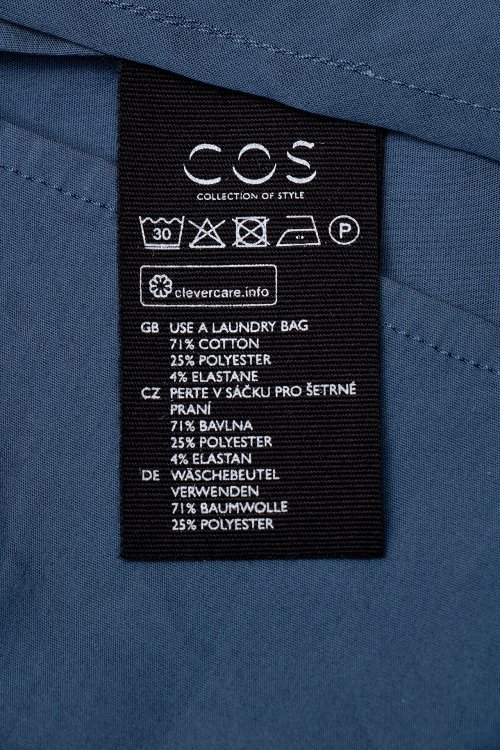 COS
COLLECTION OF STYLE
30 P
clevercare.info
GB USE A LAUNDRY BAG
71% COTTON
25% POLYESTER
4% ELASTANE
CZ PERTE V SÁČKU PRO ŠETRNÉ
PRANÍ
71% BAVLNA
25% POLYESTER
4% ELASTAN
DE WÄSCHEBEUTEL
VERWENDEN
71% BAUMWOLLE
25% POLYESTER